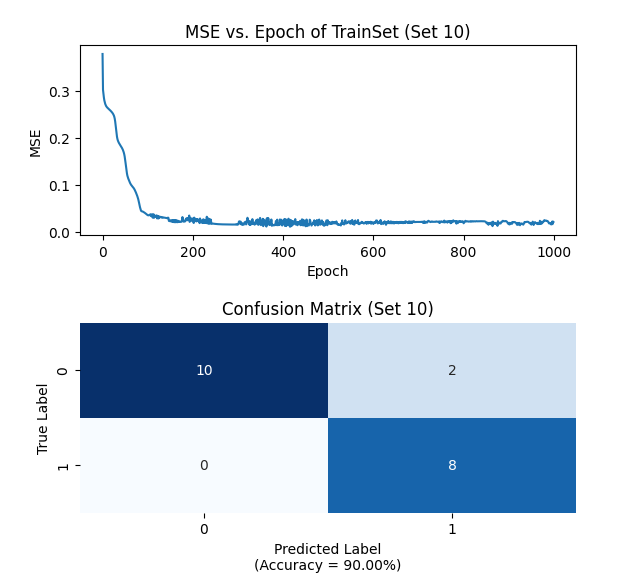 MSE vs. Epoch of TrainSet (Set 10)
MSE
0.3
0.2
0.1
0.0
0 200 400 600 800 1000
Epoch
Confusion Matrix (Set 10)
True Label
0 10 2
1 0 8
0 1
Predicted Label
(Accuracy = 90.00%)